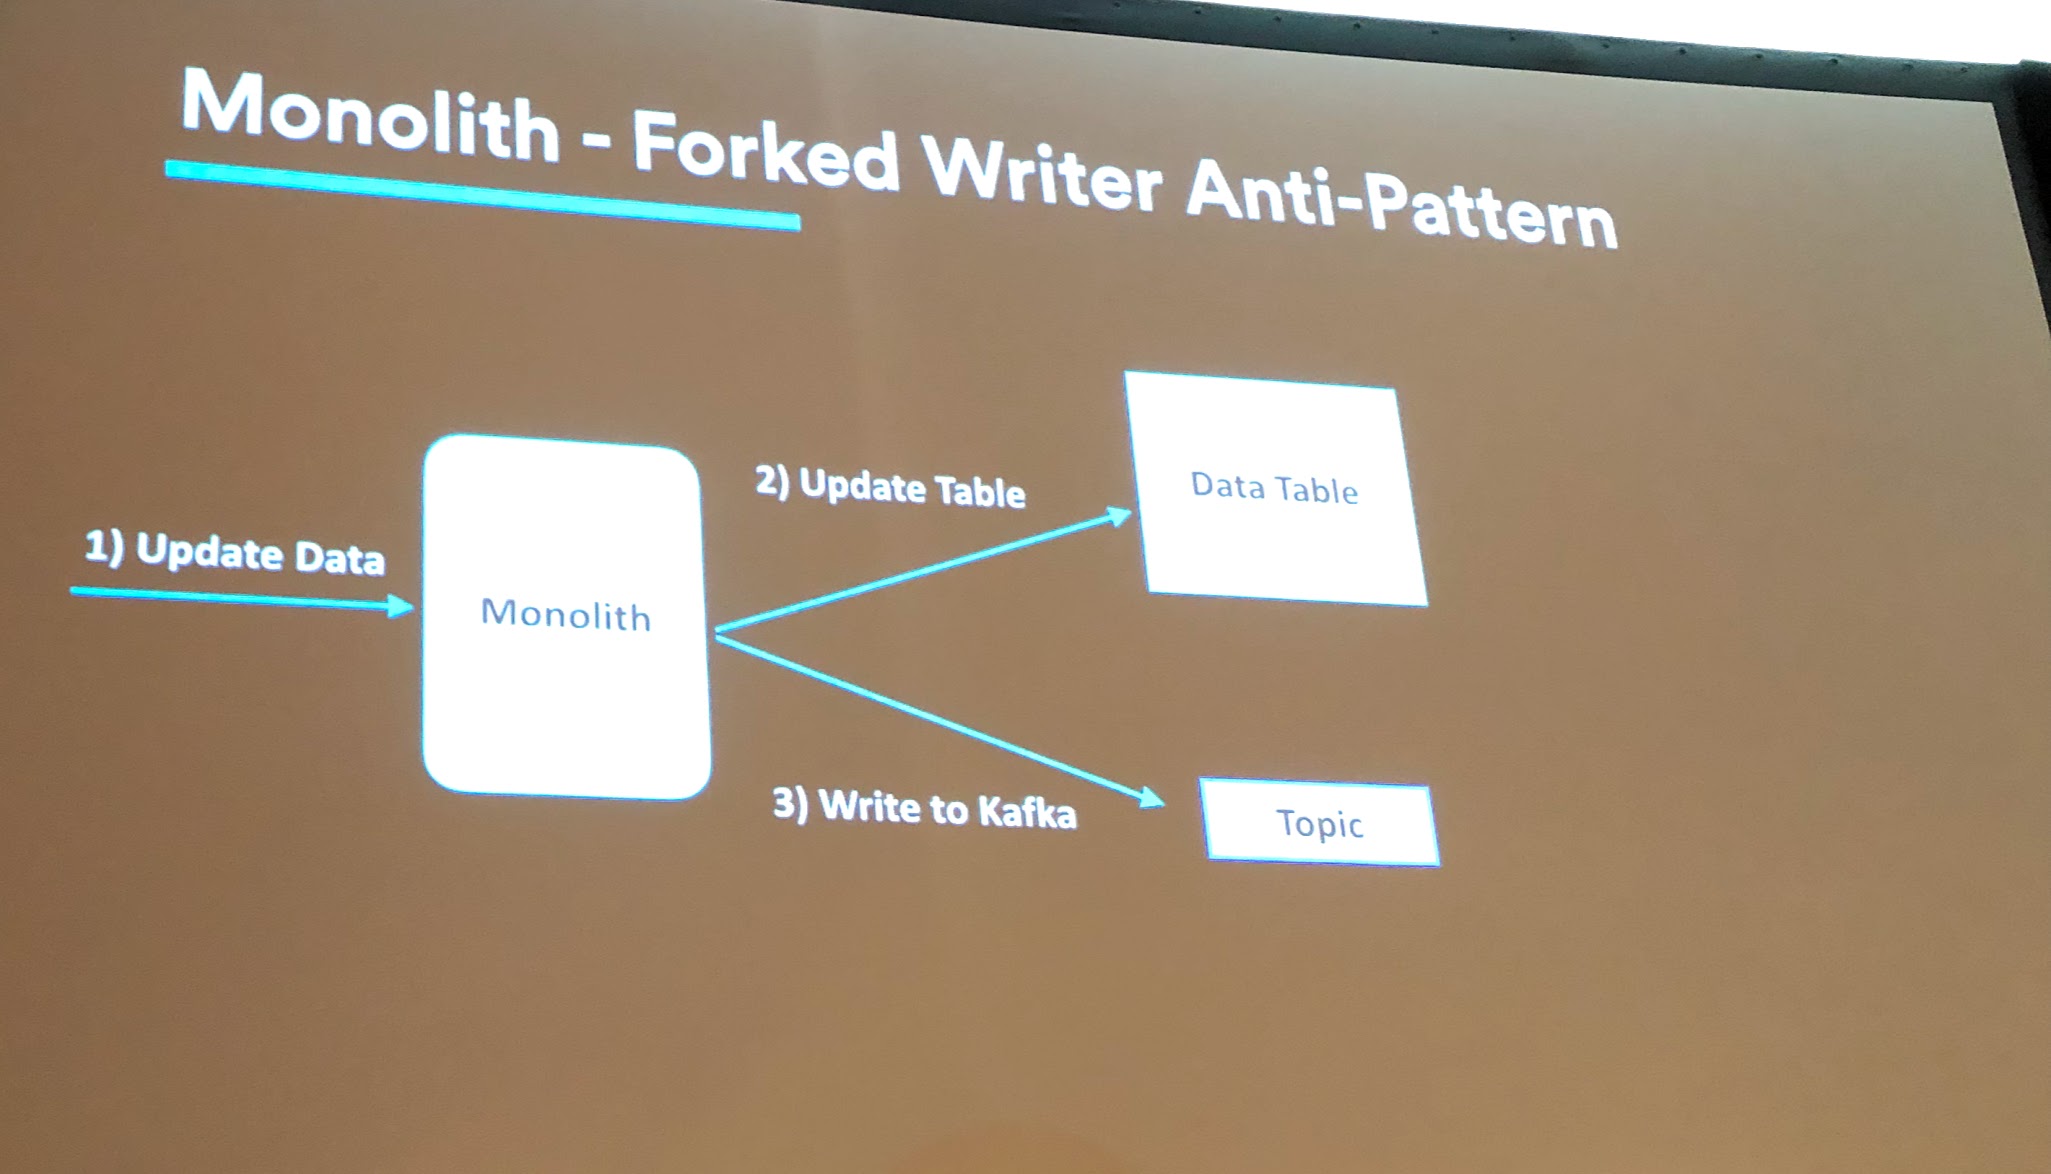 Monolith - Forked Writer Anti-Pattern
1) Update Data
Monolith
2) Update Table
Data Table
3) Write to Kafka
Topic